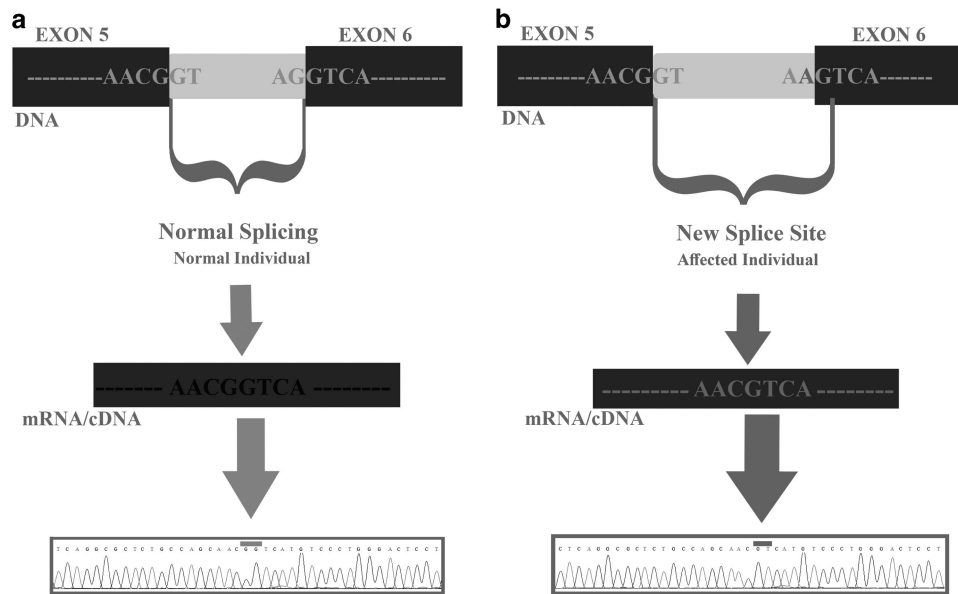 a
EXON 5
EXON 6
----------AACGGT
AGGTCA----------
DNA
Normal Splicing
Normal Individual
------- AACGGTCA --------
mRNA/cDNA
T C A G G C G C T C T G C C A G C A A C G G T C A T G T C C C T G G G A C T C C T
b
EXON 5
EXON 6
---------AACGGT
AAGTCA-------
DNA
New Splice Site
Affected Individual
--------- AACGTCA --------
mRNA/cDNA
C T C A G G C G C T C T G C C A G C A A C G T C A T G T C C C T G G G A C T C C T